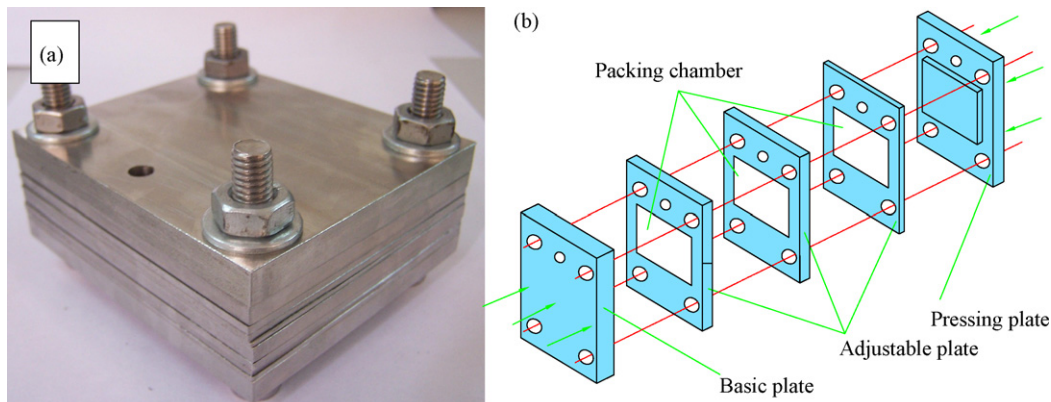 (a)
(b)
Packing chamber
Pressing plate
Adjustable plate
Basic plate